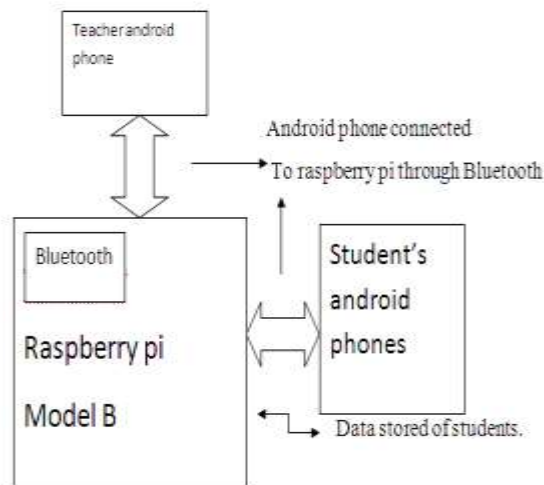 Teacher android
phone
Android phone connected
To raspberry pi through Bluetooth
Bluetooth
Raspberry pi
Model B
Student's
android
phones
Data stored of students.